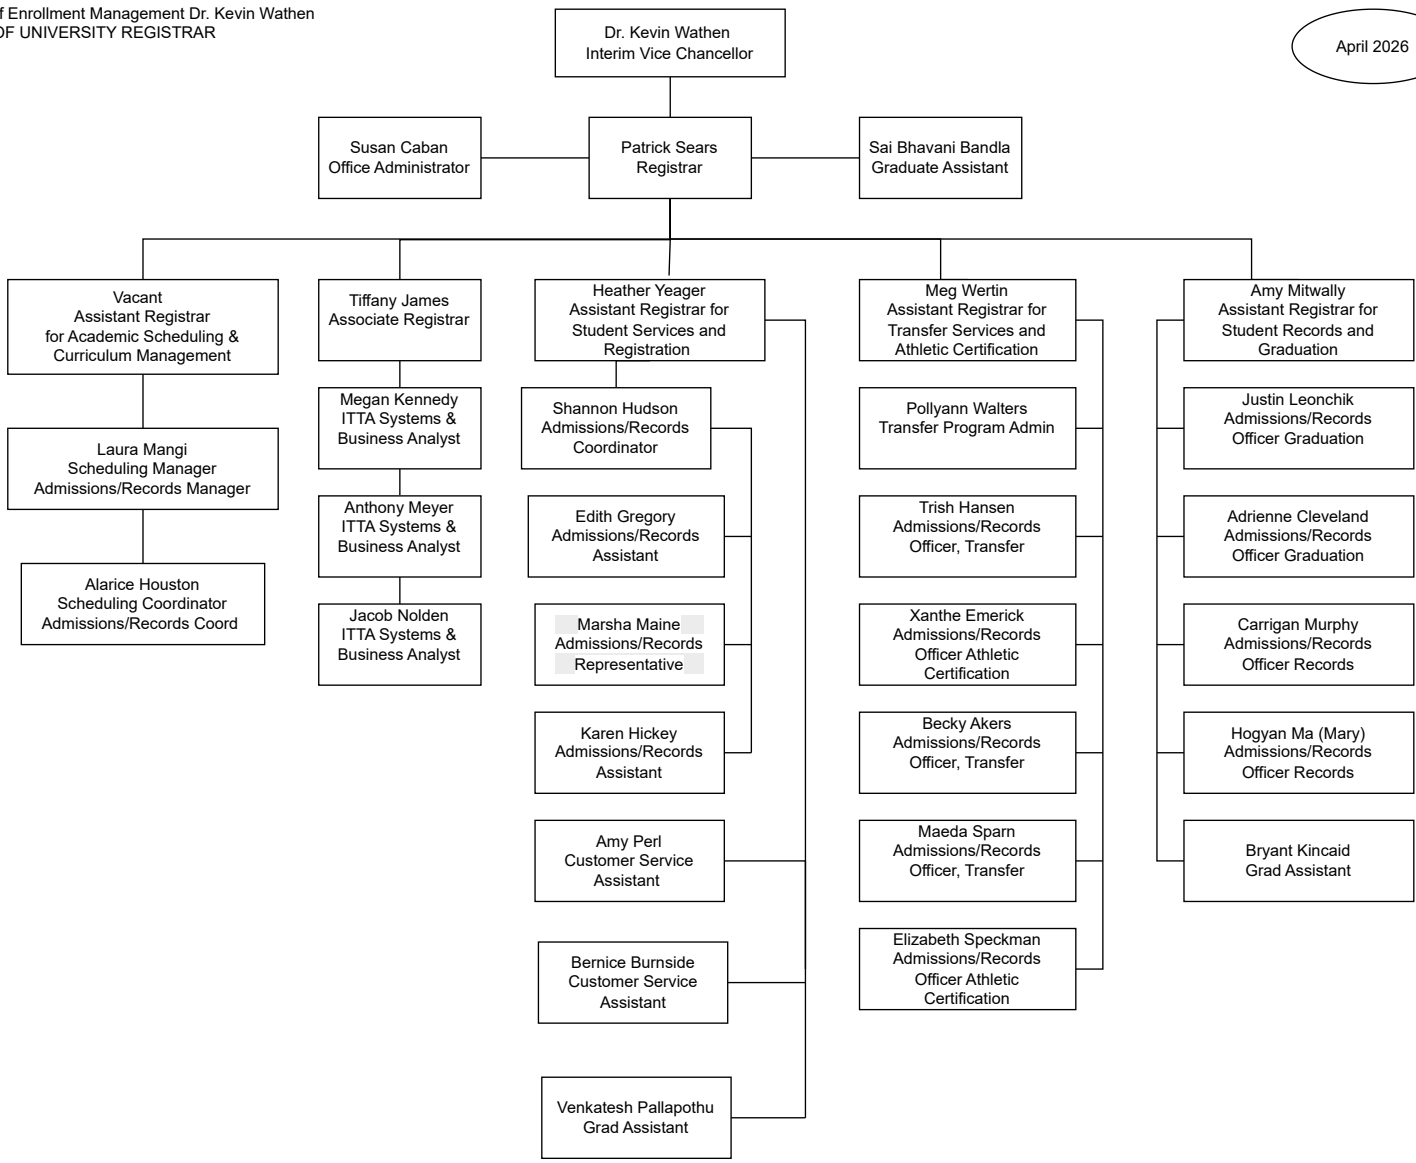 f Enrollment Management Dr. Kevin Wathen
OF UNIVERSITY REGISTRAR
Dr. Kevin Wathen
Interim Vice Chancellor
April 2026
Susan Caban
Office Administrator
Patrick Sears
Registrar
Sai Bhavani Bandla
Graduate Assistant
Vacant
Assistant Registrar
for Academic Scheduling &
Curriculum Management
Laura Mangi
Scheduling Manager
Admissions/Records Manager
Alarice Houston
Scheduling Coordinator
Admissions/Records Coord
Tiffany James
Associate Registrar
Megan Kennedy
ITTA Systems &
Business Analyst
Anthony Meyer
ITTA Systems &
Business Analyst
Jacob Nolden
ITTA Systems &
Business Analyst
Heather Yeager
Assistant Registrar for
Student Services and
Registration
Shannon Hudson
Admissions/Records
Coordinator
Edith Gregory
Admissions/Records
Assistant
Marsha Maine
Admissions/Records
Representative
Karen Hickey
Admissions/Records
Assistant
Amy Perl
Customer Service
Assistant
Bernice Burnside
Customer Service
Assistant
Venkatesh Pallapothu
Grad Assistant
Meg Wertin
Assistant Registrar for
Transfer Services and
Athletic Certification
Pollyann Walters
Transfer Program Admin
Trish Hansen
Admissions/Records
Officer, Transfer
Xanthe Emerick
Admissions/Records
Officer Athletic
Certification
Becky Akers
Admissions/Records
Officer, Transfer
Maeda Sparn
Admissions/Records
Officer, Transfer
Elizabeth Speckman
Admissions/Records
Officer Athletic
Certification
Amy Mitwally
Assistant Registrar for
Student Records and
Graduation
Justin Leonchik
Admissions/Records
Officer Graduation
Adrienne Cleveland
Admissions/Records
Officer Graduation
Carrigan Murphy
Admissions/Records
Officer Records
Hogyan Ma (Mary)
Admissions/Records
Officer Records
Bryant Kincaid
Grad Assistant